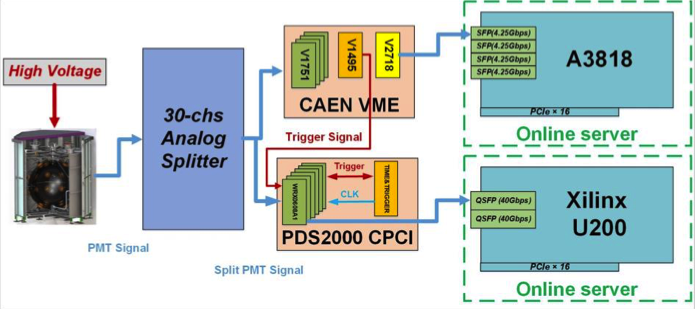 High Voltage
PMT Signal
30-chs
Analog
Splitter
Split PMT Signal
V1751
V1495
V2718
CAEN VME
Trigger Signal
Trigger
CLK
TIME&TRIGGER
PDS2000 CPCI
SFP(4.25Gbps)
SFP(4.25Gbps)
SFP(4.25Gbps)
SFP(4.25Gbps)
A3818
PCIe × 16
Online server
QSFP (40Gbps)
QSFP (40Gbps)
Xilinx
U200
PCIe × 16
Online server